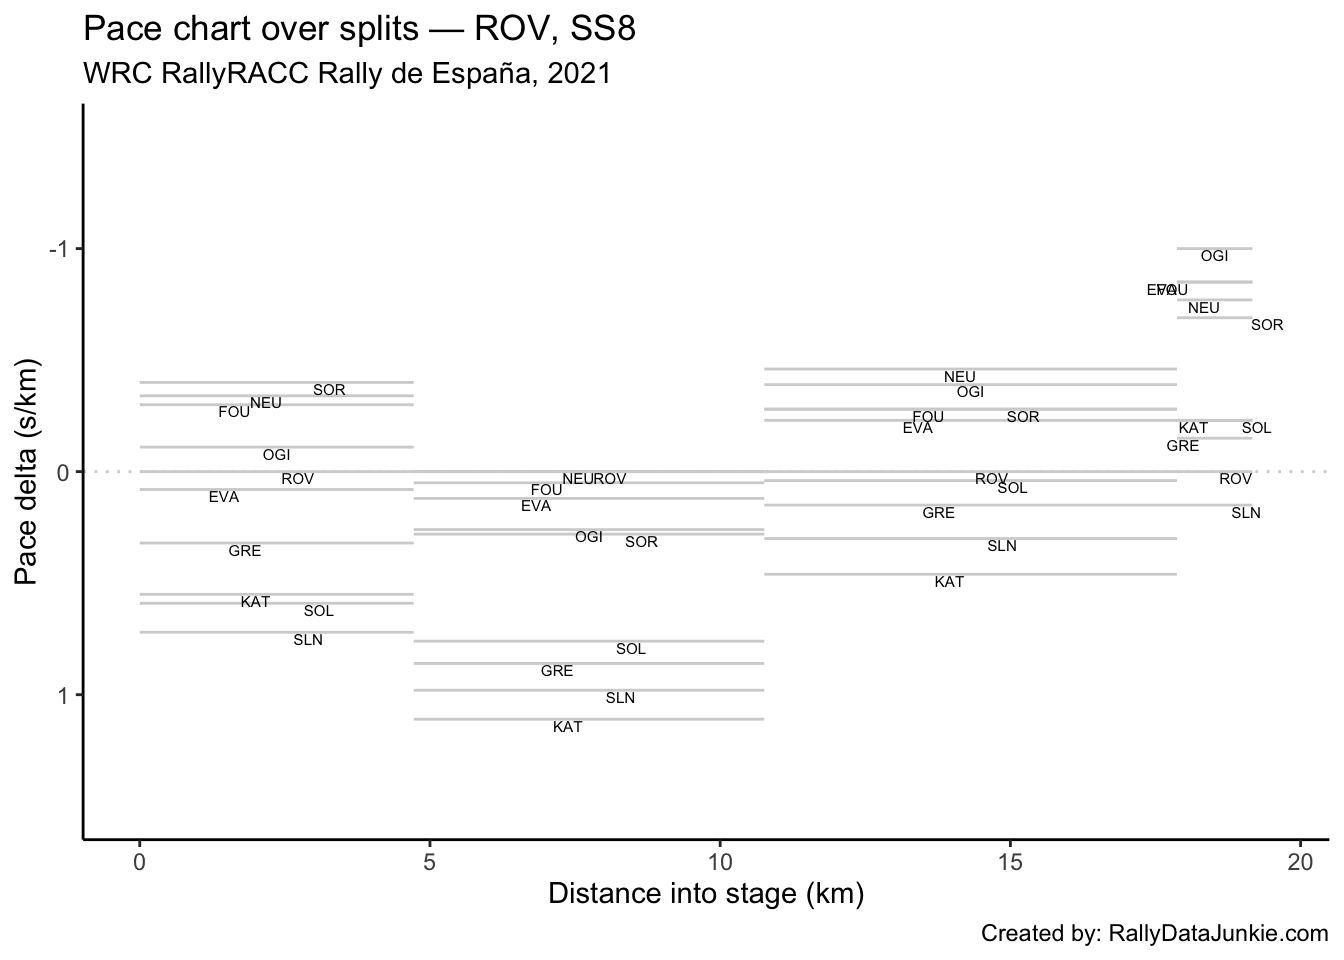 Pace chart over splits — ROV, SS8
WRC RallyRACC Rally de España, 2021
Pace delta (s/km)
-1
0
1
SOR
NEU
FOU
OGI
ROV
EVA
GRE
KAT
SOL
SLN
NEU ROV
FOU
EVA
OGI
SOR
SOL
GRE
SLN
KAT
NEU
OGI
FOU SOR
EVA
ROV
SOL
GRE
SLN
KAT
OGI
EVA FOU
NEU
SOR
KAT SOL
GRE
ROV
SLN
0 5 10 15 20
Distance into stage (km)
Created by: RallyDataJunkie.com